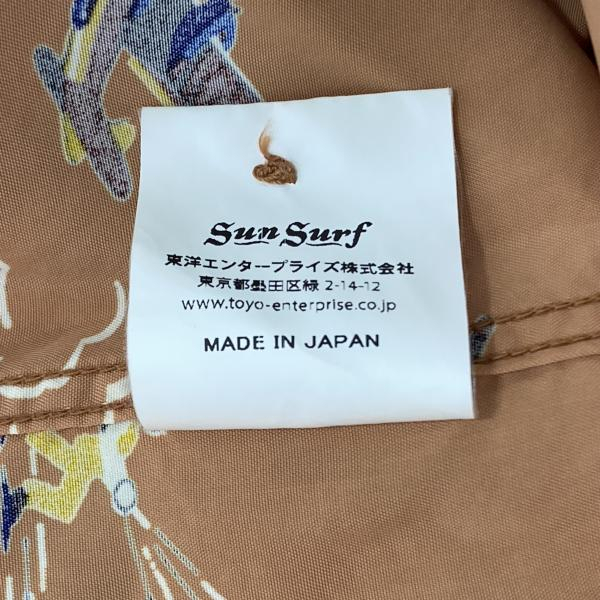 Sun Surf
東洋エンタープライズ株式会社
東京都墨田区緑 2-14-12
www.toyo-enterprise.co.jp
MADE IN JAPAN